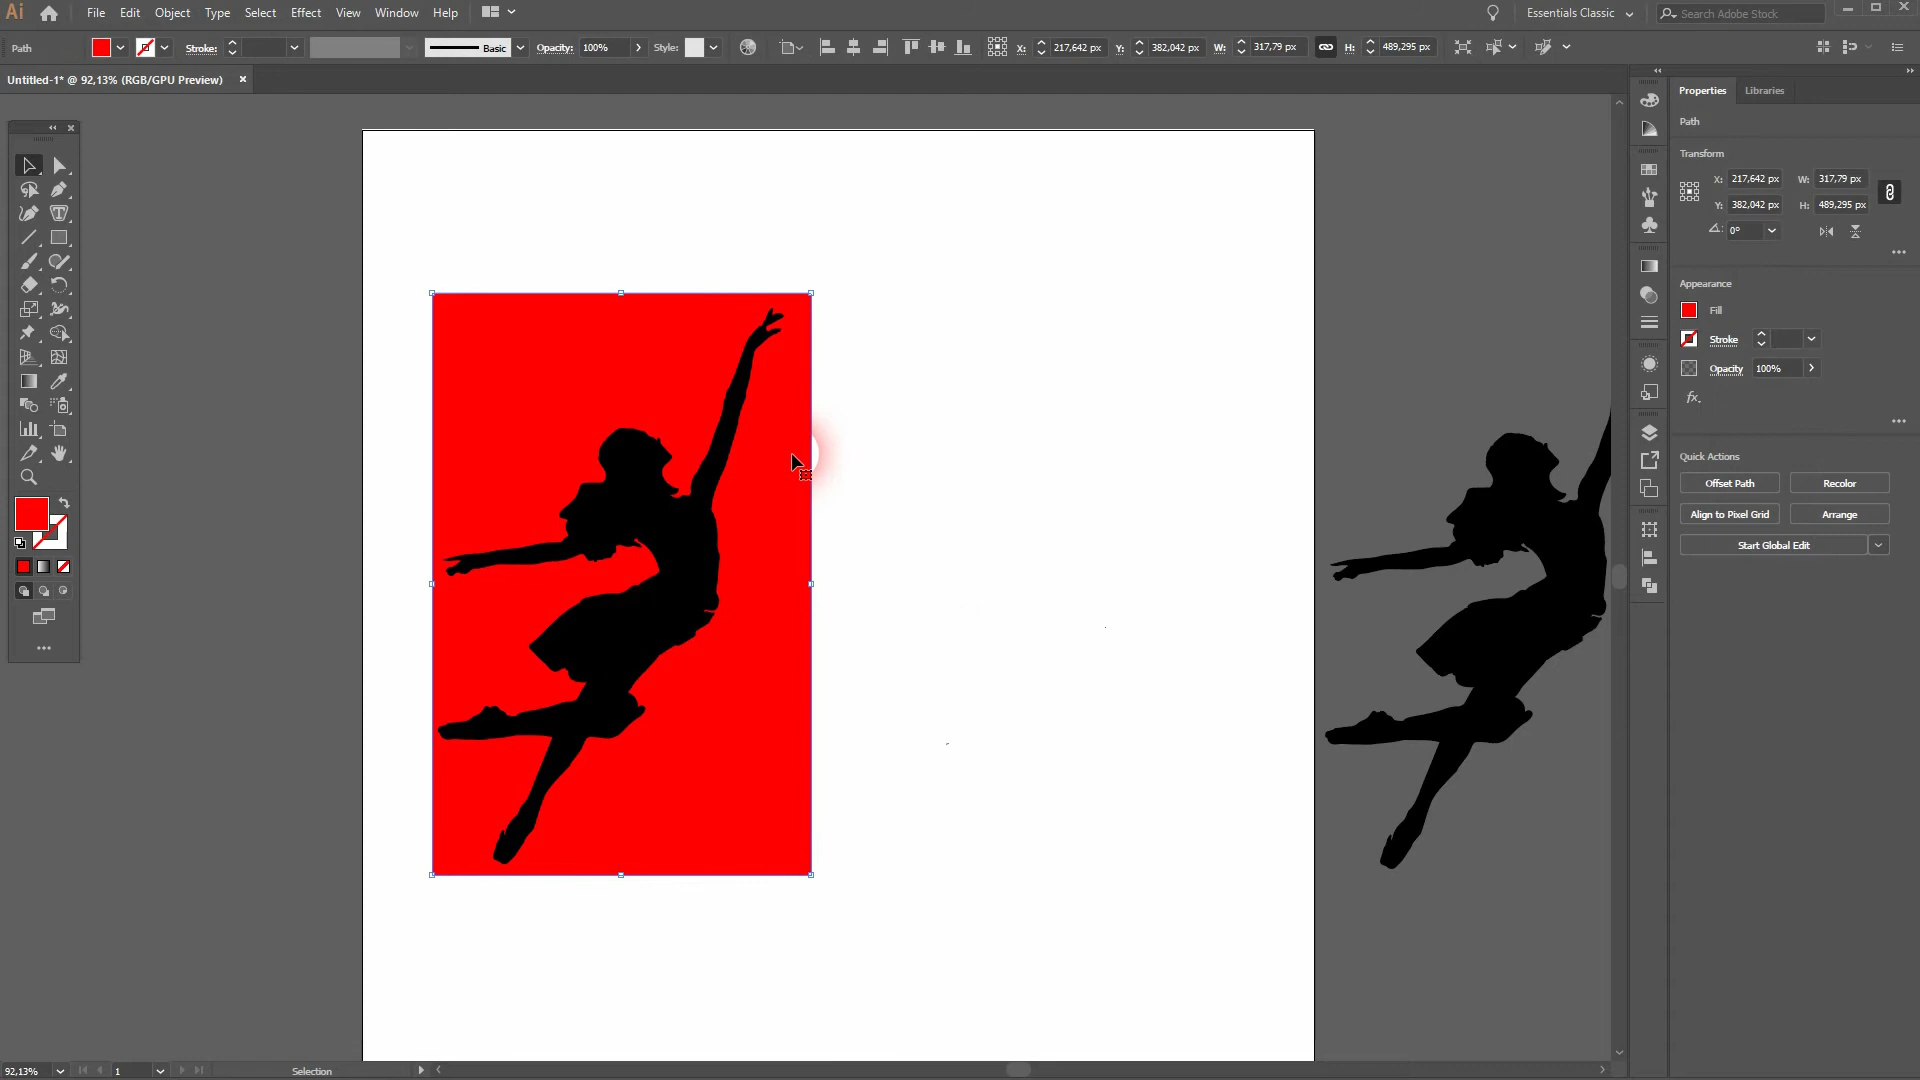 Ai File Edit Object Type Select Effect View Window Help Essentials Classic Search Adobe Stock
Path Stroke: Basic Opacity: 100% Style: X: 217,642 px Y: 382,042 px W: 317,79 px H: 489,295 px
Untitled-1* @ 92,13% (RGB/GPU Preview)
Properties Libraries
Path
Transform
X: 217,642 px W: 317,79 px
Y: 382,042 px H: 489,295 px
0°
Appearance
Fill
Stroke
Opacity 100%
fx.
Quick Actions
Offset Path Recolor
Align to Pixel Grid Arrange
Start Global Edit
92,13% 1 Selection